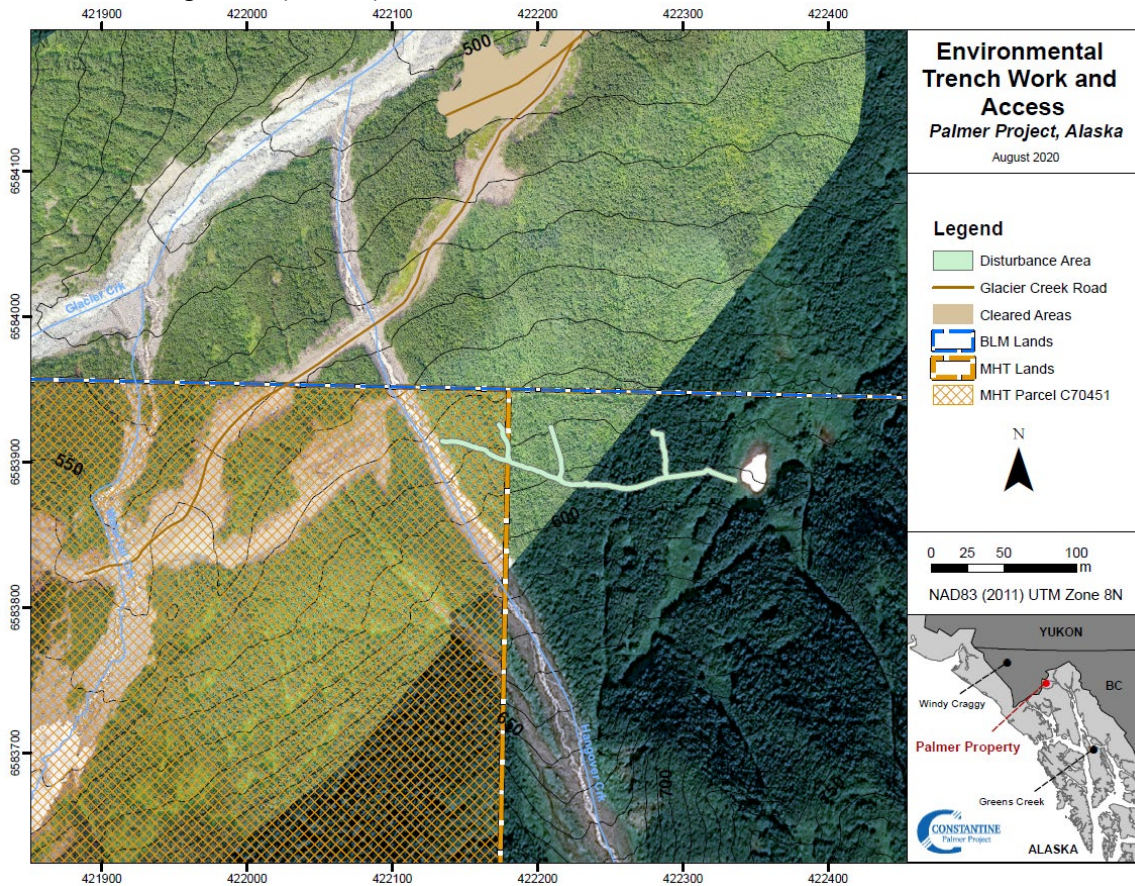 421900 422000 422100 422200 422300 422400
500
6584100
Glacier Crk
6584000
550
6583900
600
6583800
Hangover Crk
700
6583700
421900 422000 422100 422200 422300 422400
Environmental
Trench Work and
Access
Palmer Project, Alaska
August 2020
Legend
Disturbance Area
Glacier Creek Road
Cleared Areas
BLM Lands
MHT Lands
MHT Parcel C70451
N
0 25 50 100
m
NAD83 (2011) UTM Zone 8N
YUKON
BC
Windy Craggy
Palmer Property
Greens Creek
CONSTANTINE
Palmer Project
ALASKA